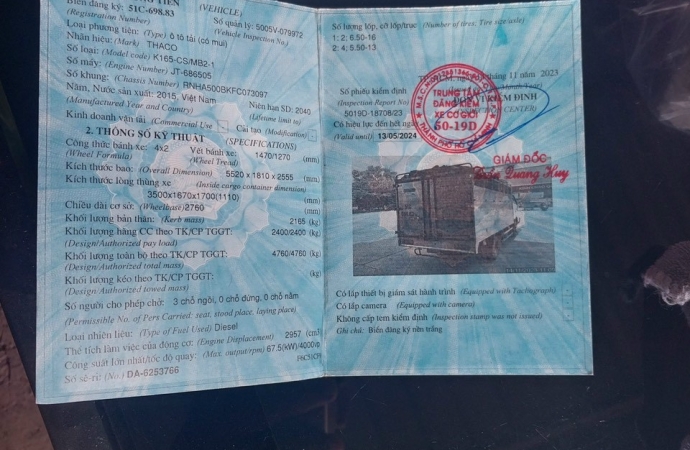 Biển đăng ký: 51C-698.83 (VEHICLE)
(Registration Number) Số quản lý: 5005V-079972
Loại phương tiện: (Type) ô tô tải (có mui) (Vehicle Inspection No.)
Nhãn hiệu: (Mark) THACO
Số loại: (Model code) K165-CS/MB2-1
Số máy: (Engine Number) JT-686505
Số khung: (Chassis Number) RNHA500BKFC073097
Năm, Nước sản xuất: 2015, Việt Nam Niên hạn SD: 2040
(Manufactured Year and Country) (Lifetime limit to)
Kinh doanh vận tải (Commercial Use) Cải tạo (Modification)
2. THÔNG SỐ KỸ THUẬT (SPECIFICATIONS)
Công thức bánh xe: 4x2 Vết bánh xe: 1470/1270 (mm)
(Wheel Formula) (Wheel Tread)
Kích thước bao: (Overall Dimension) 5520 x 1810 x 2555 (mm)
Kích thước lòng thùng xe (Inside cargo container dimension)
3500x1670x1700(1110) (mm)
Chiều dài cơ sở: (Wheelbase) 2760 (mm)
Khối lượng bản thân: (Kerb mass) 2165 (kg)
Khối lượng hàng CC theo TK/CP TGGT: 2400/2400 (kg)
(Design/Authorized pay load)
Khối lượng toàn bộ theo TK/CP TGGT: 4760/4760 (kg)
(Design/Authorized total mass)
Khối lượng kéo theo TK/CP TGGT: (kg)
(Design/Authorized towed mass)
Số người cho phép chở: 3 chỗ ngồi, 0 chỗ đứng, 0 chỗ nằm
(Permissible No. of Pers Carried: seat, stood place, laying place)
Loại nhiên liệu: (Type of Fuel Used) Diesel
Thể tích làm việc của động cơ: (Engine Displacement) 2957 (cm3)
Công suất lớn nhất/tốc độ quay: (Max. output/rpm) 67.5(kW)/4000vp
Số sê-ri: (No.) DA-6253766
Số lượng lốp, cỡ lốp/trục (Number of tires; Tire size/axle)
1: 2; 6.50-16
2: 4; 5.50-13
11 năm 2023
Số phiếu kiểm định
(Inspection Report No) KIỂM ĐỊNH
5019D-18708/23 CENTER)
Có hiệu lực đến hết ngày
(Valid until) 13/05/2024
TRUNG TÂM
ĐĂNG KIỂM
XE CƠ GIỚI
50-19D
GIÁM ĐỐC
Trần Quang Huy
Có lắp thiết bị giám sát hành trình (Equipped with Tachograph)
Có lắp camera (Equipped with camera)
Không cấp tem kiểm định (Inspection stamp was not issued)
Ghi chú: Biển đăng ký nền trắng